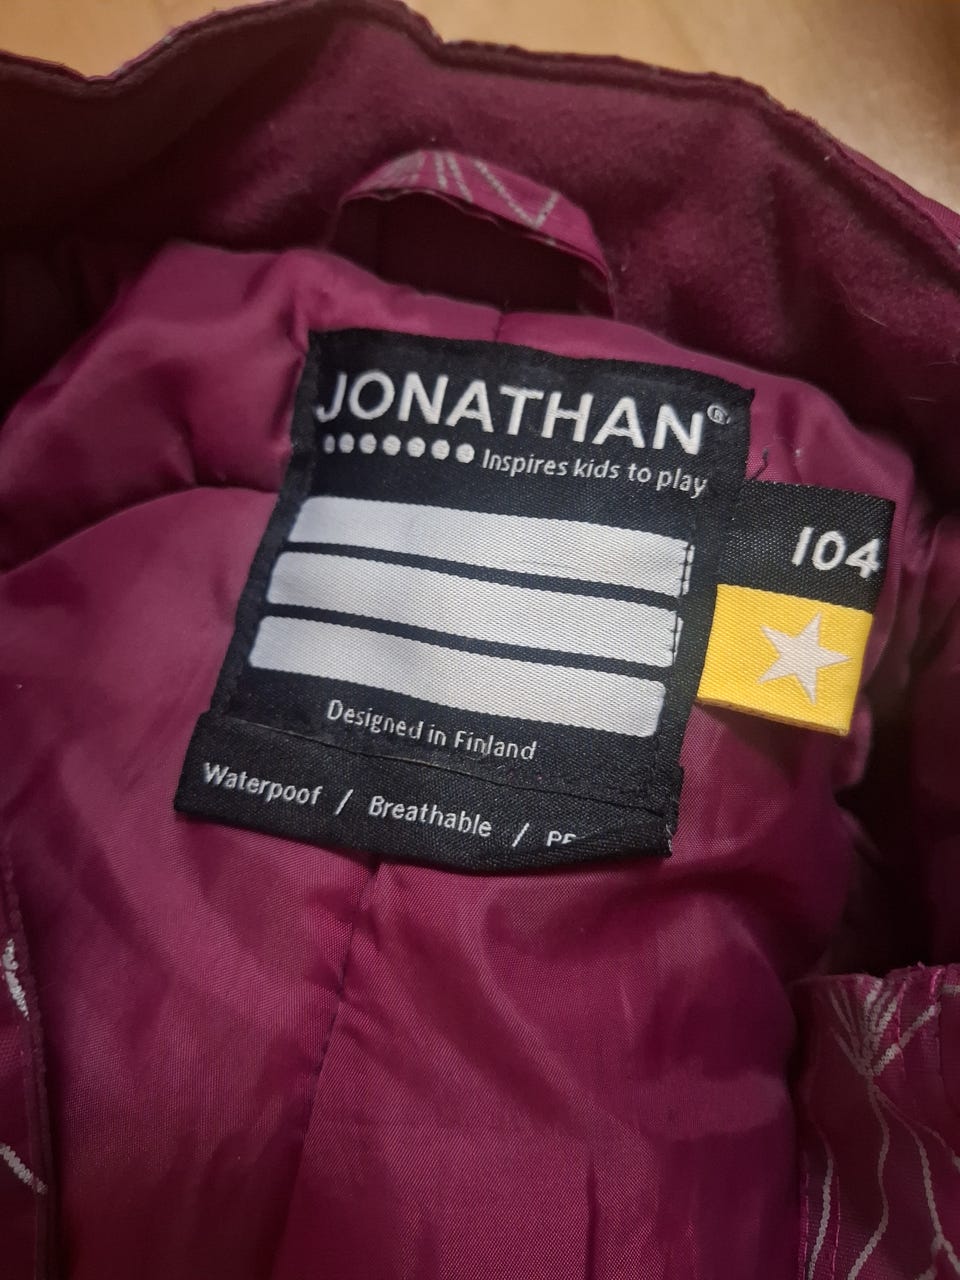 JONATHAN®
Inspires kids to play
104
Designed in Finland
Waterpoof / Breathable /